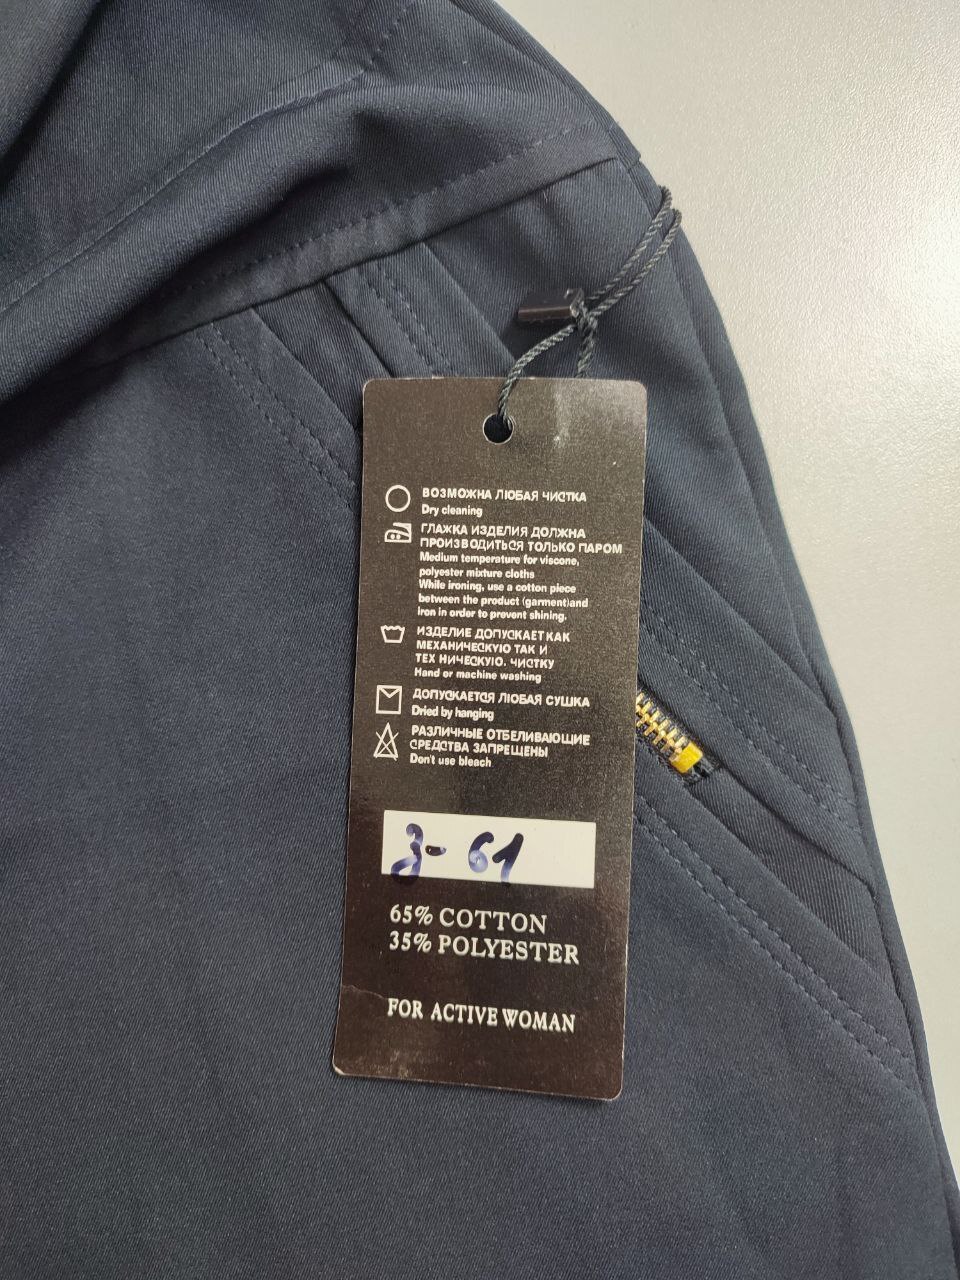 ВОЗМОЖНА ЛЮБАЯ ЧИСТКА
Dry cleaning
ГЛАЖКА ИЗДЕЛИЯ ДОЛЖНА
ПРОИЗВОДИТЬСЯ ТОЛЬКО ПАРОМ
Medium temperature for viscone,
polyester mixture cloths
While ironing, use a cotton piece
between the product (garment)and
iron in order to prevent shining.
ИЗДЕЛИЕ ДОПУСКАЕТ КАК
МЕХАНИЧЕСКУЮ ТАК И
ТЕХ НИЧЕСКУЮ. ЧИСТКУ
Hand or machine washing
ДОПУСКАЕТСЯ ЛЮБАЯ СУШКА
Dried by hanging
РАЗЛИЧНЫЕ ОТБЕЛИВАЮЩИЕ
СРЕДСТВА ЗАПРЕЩЕНЫ
Don't use bleach
3-61
65% COTTON
35% POLYESTER
FOR ACTIVE WOMAN